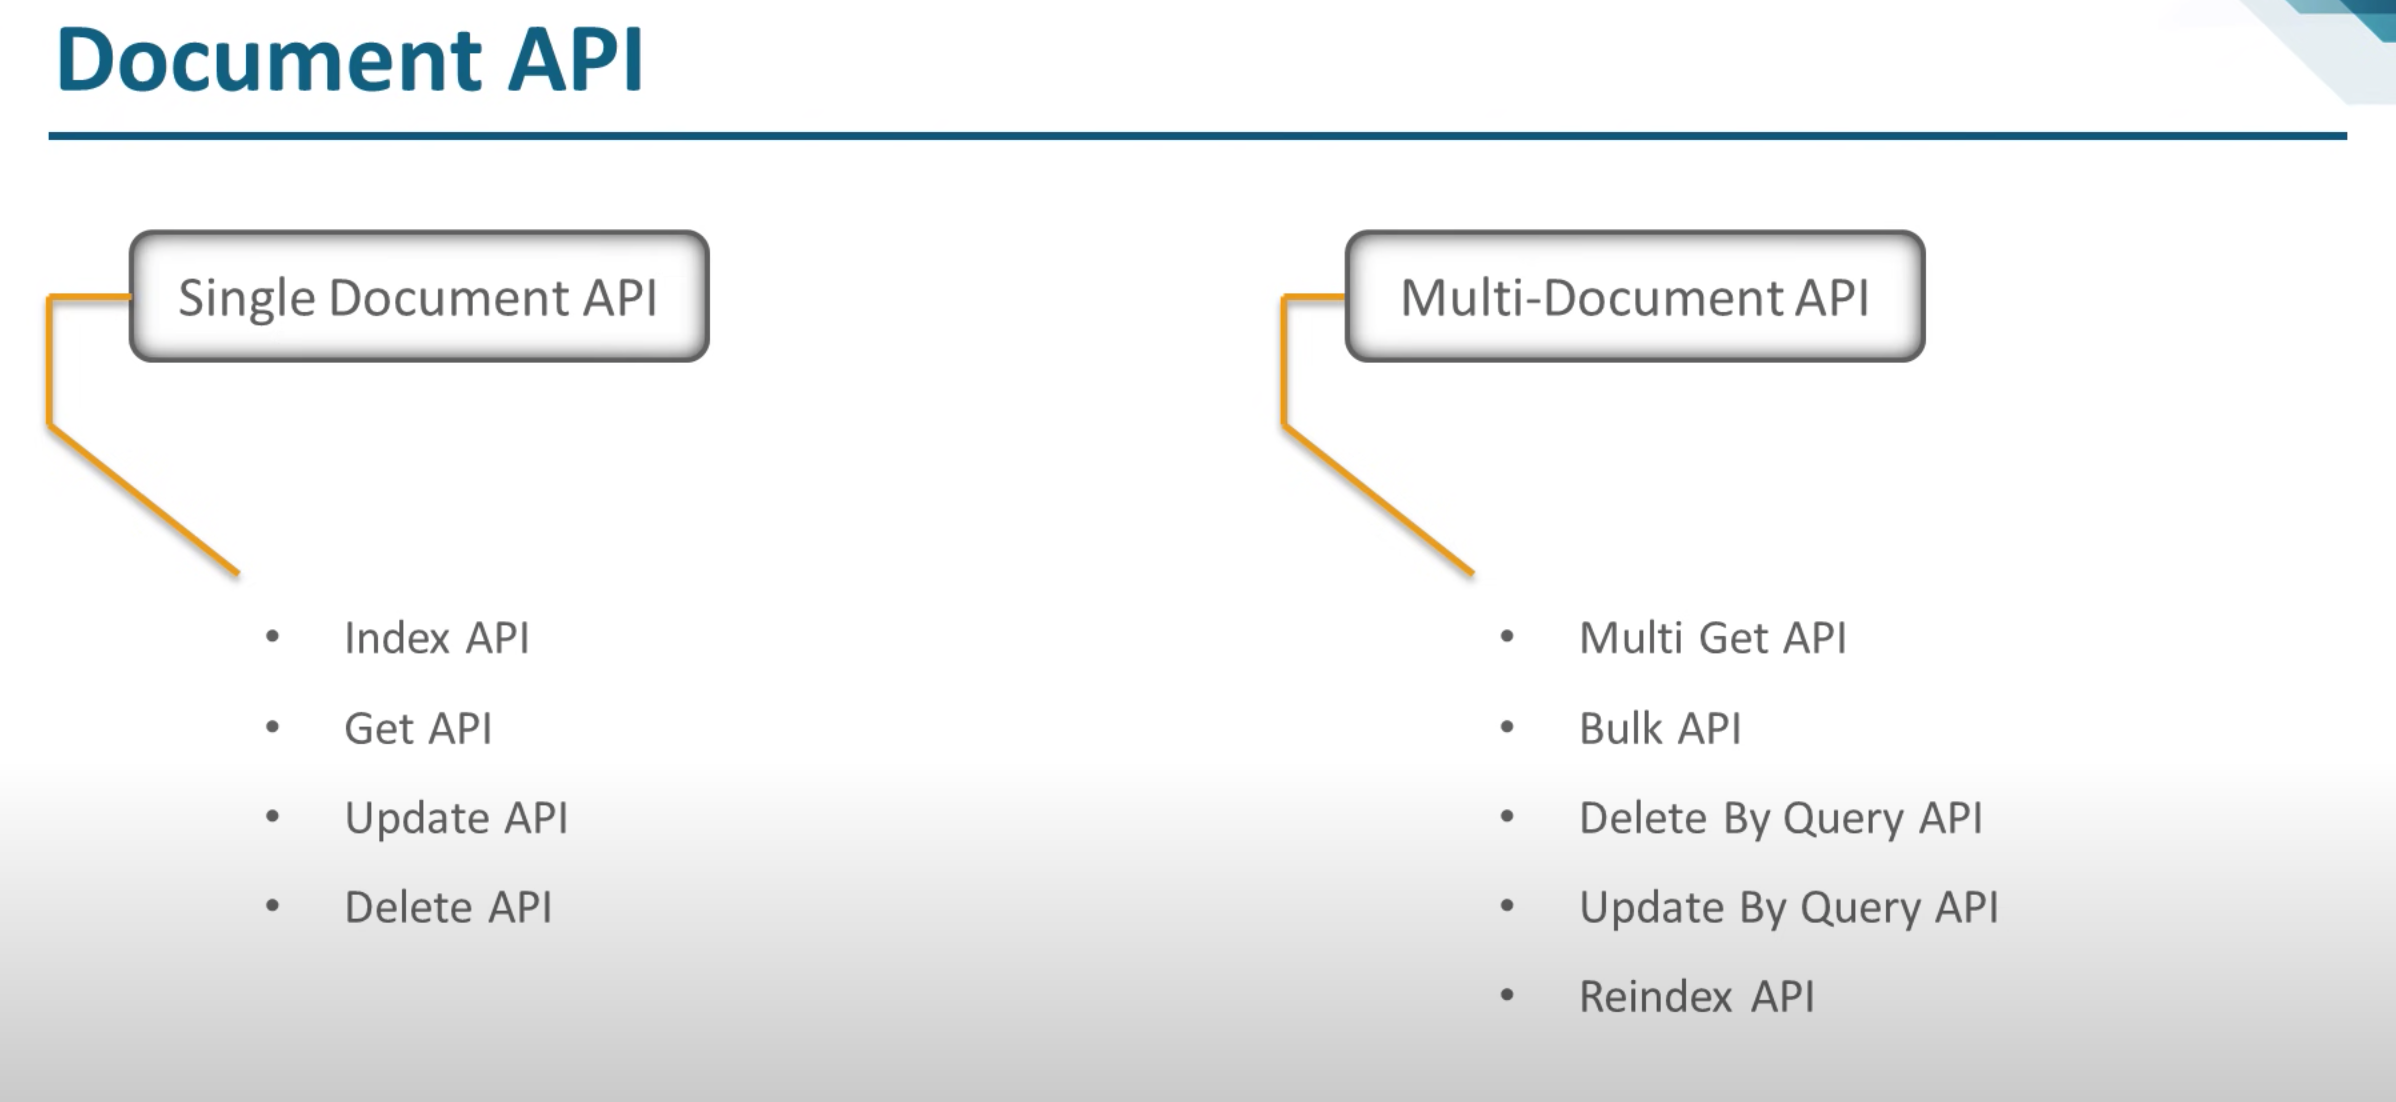 Document API
Single Document API
• Index API
• Get API
• Update API
• Delete API
Multi-Document API
• Multi Get API
• Bulk API
• Delete By Query API
• Update By Query API
• Reindex API